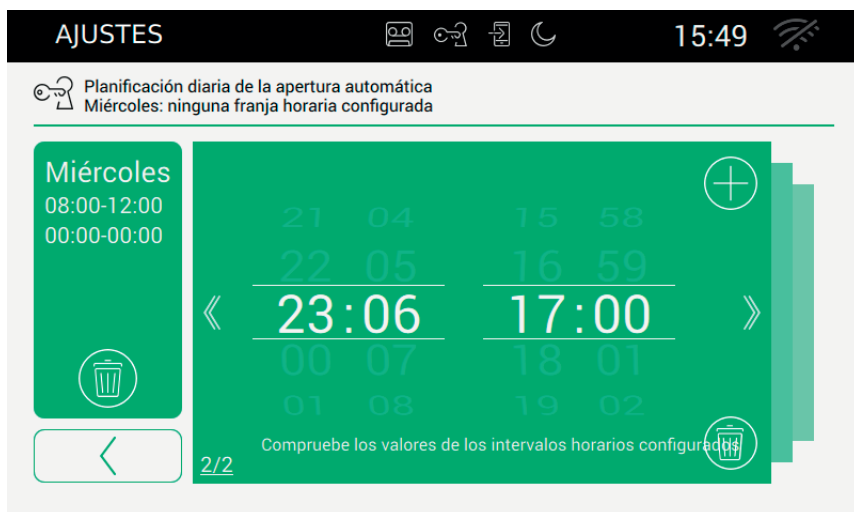 AJUSTES 15:49
Planificación diaria de la apertura automática
Miércoles: ninguna franja horaria configurada
Miércoles
08:00-12:00
00:00-00:00
21 04 15 58
22 05 16 59
23:06 17:00
00 07 18 01
01 08 19 02
Compruebe los valores de los intervalos horarios configurados
2/2